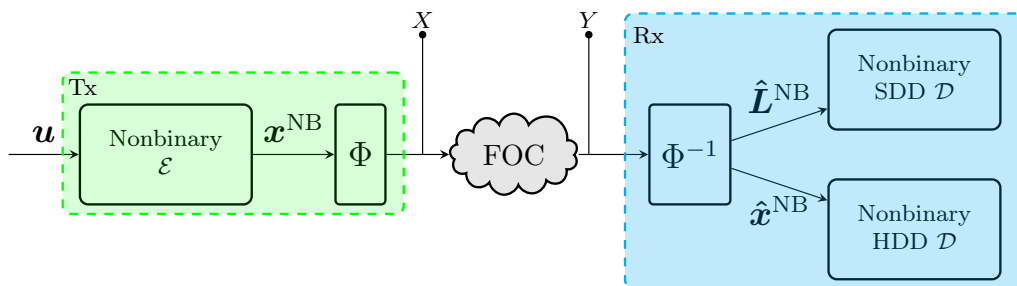 X
Y
Tx
Rx
u
Nonbinary
ℰ
x^NB
Φ
FOC
Φ^−1
L̂^NB
x̂^NB
Nonbinary
SDD 𝒟
Nonbinary
HDD 𝒟